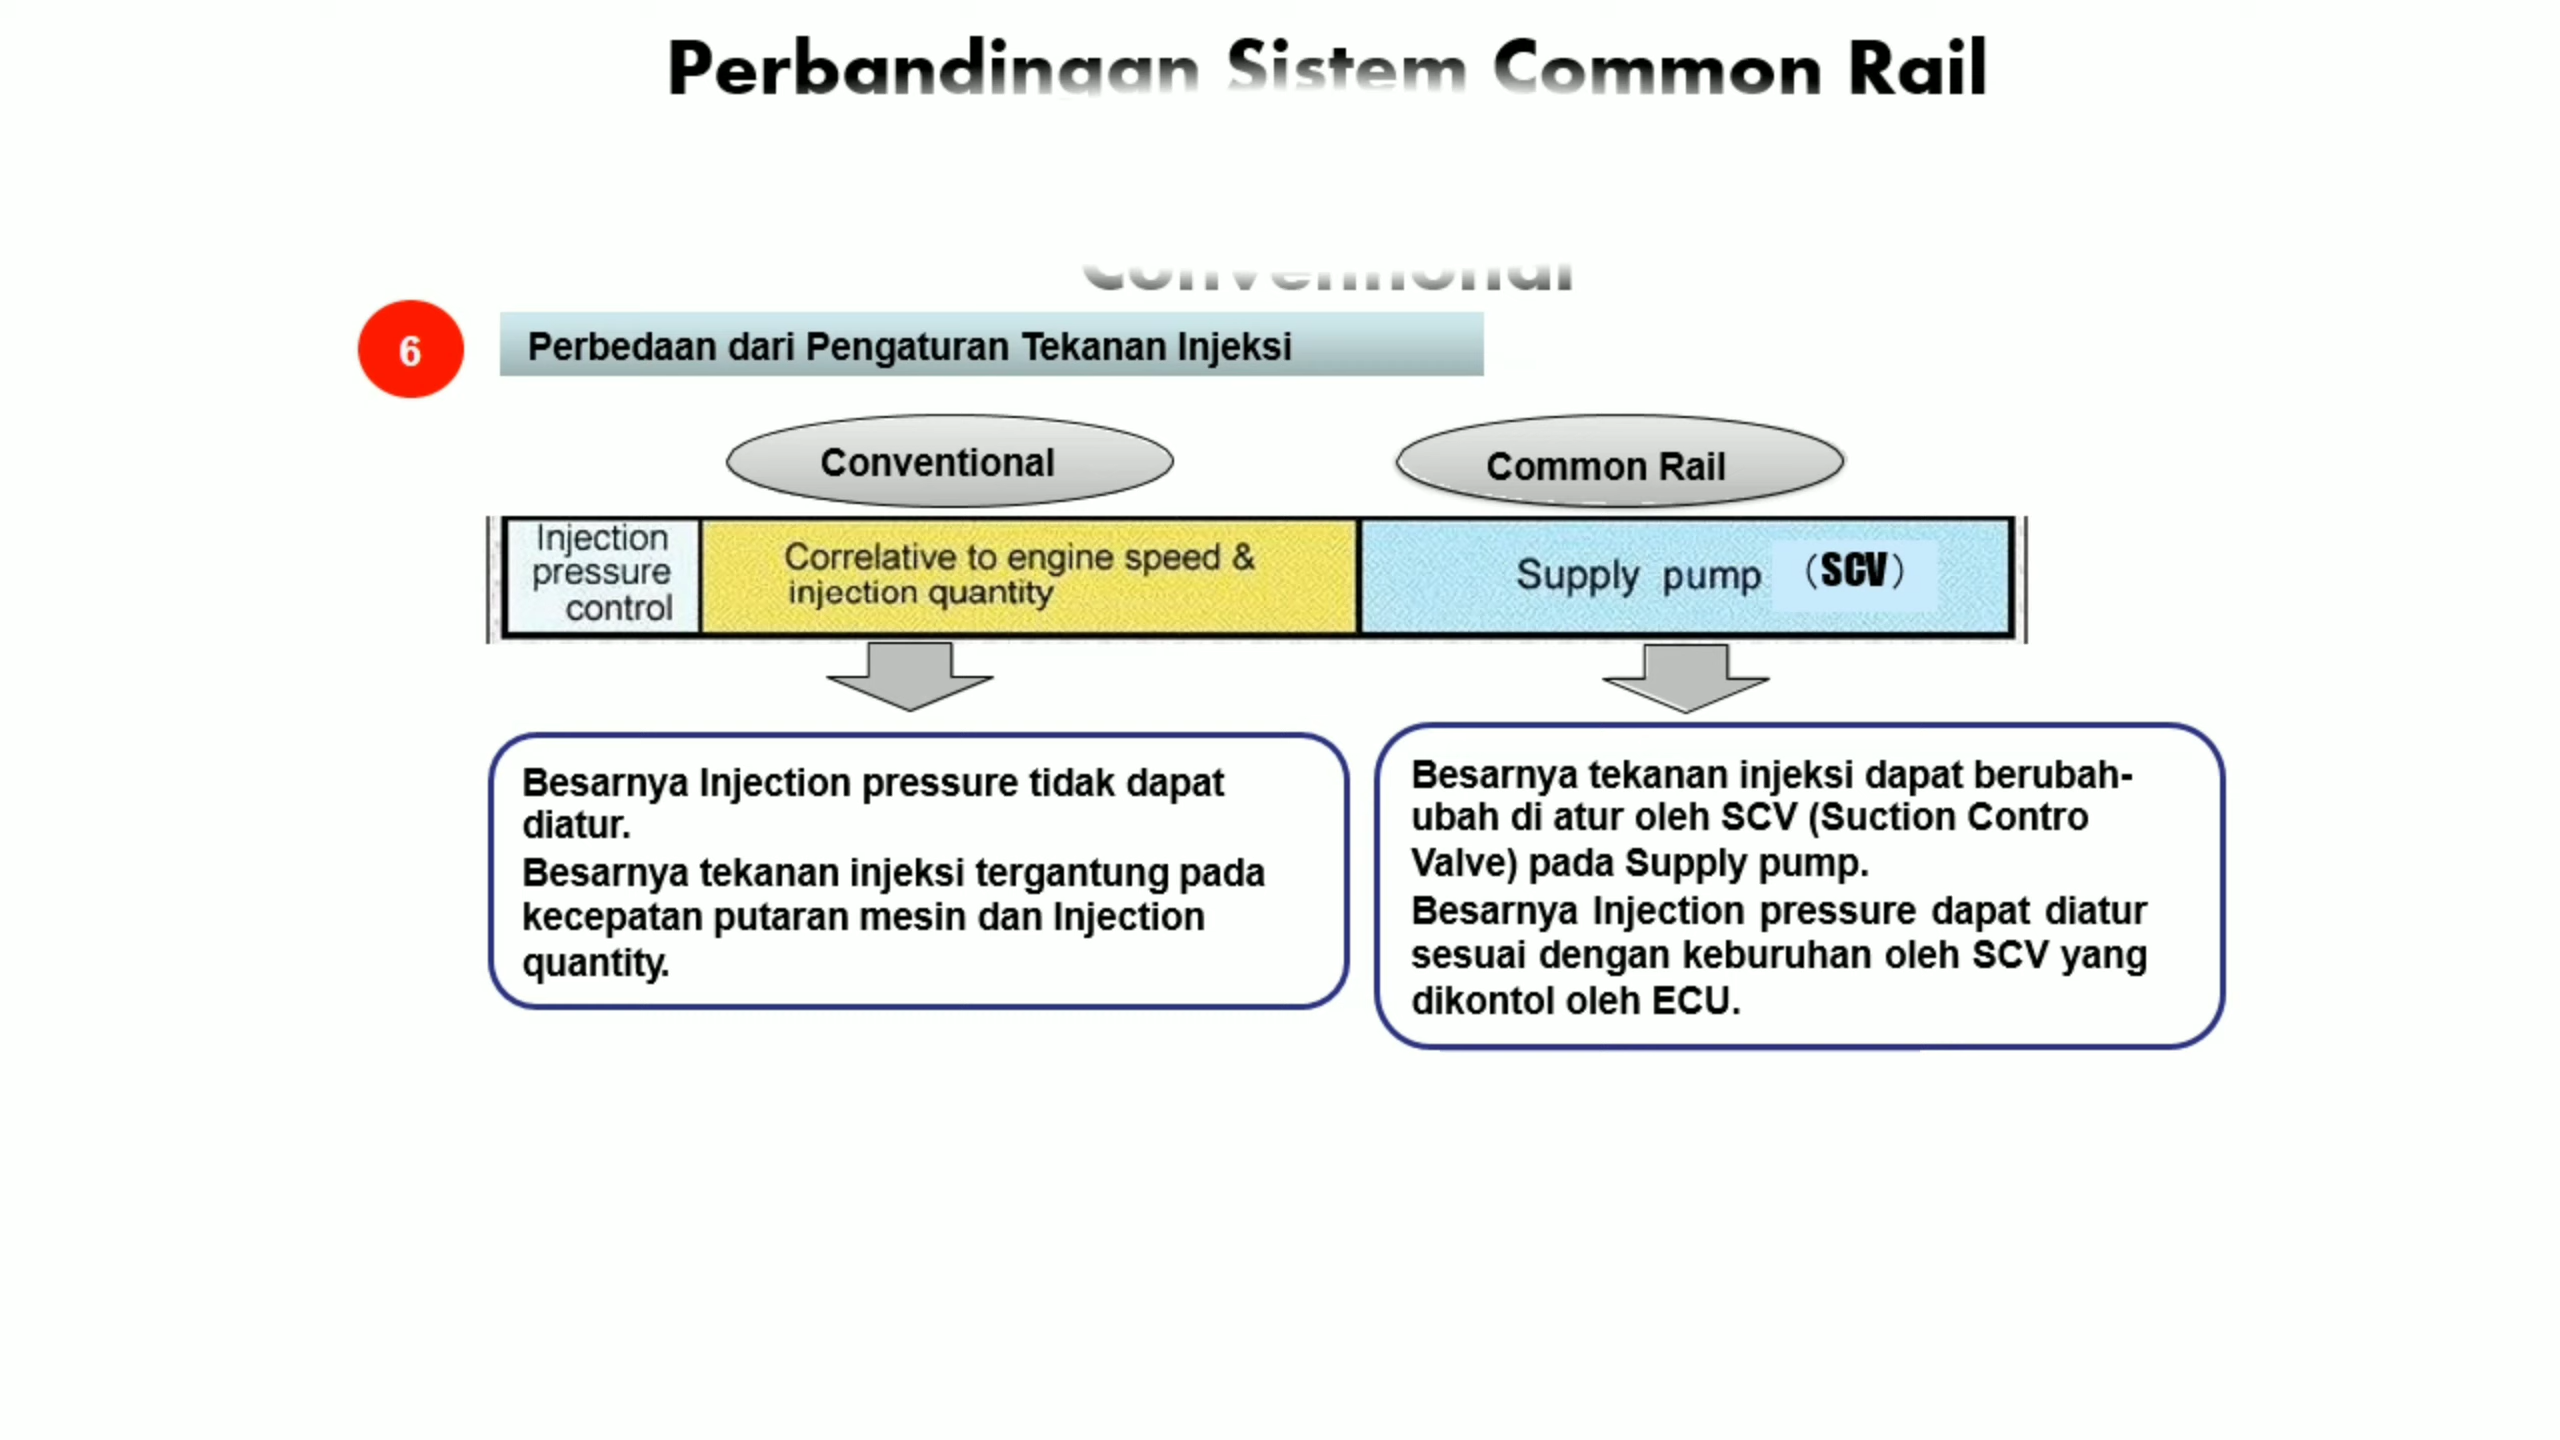 Perbandingan Sistem Common Rail
Conventional
6
Perbedaan dari Pengaturan Tekanan Injeksi
Conventional
Common Rail
Injection
pressure
control
Correlative to engine speed &
injection quantity
Supply pump (SCV)
Besarnya Injection pressure tidak dapat
diatur.
Besarnya tekanan injeksi tergantung pada
kecepatan putaran mesin dan Injection
quantity.
Besarnya tekanan injeksi dapat berubah-
ubah di atur oleh SCV (Suction Contro
Valve) pada Supply pump.
Besarnya Injection pressure dapat diatur
sesuai dengan keburuhan oleh SCV yang
dikontol oleh ECU.